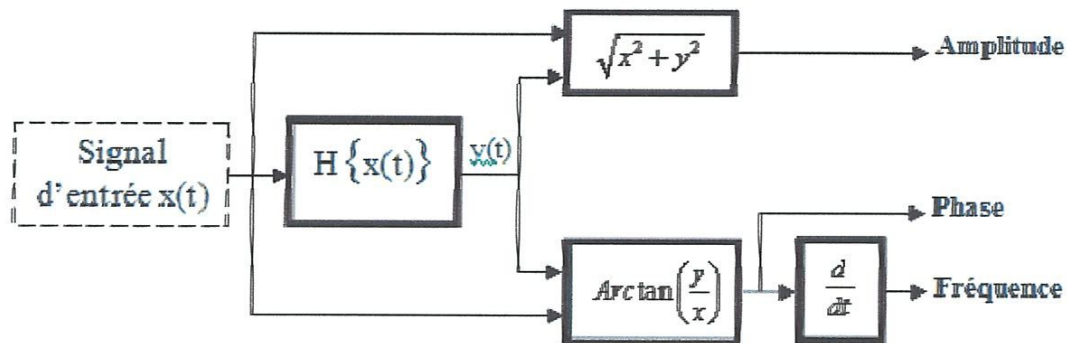 √x² + y²
Amplitude
Signal
d'entrée x(t)
H {x(t)}
y(t)
Phase
Arctan(y/x)
d/dt
Fréquence